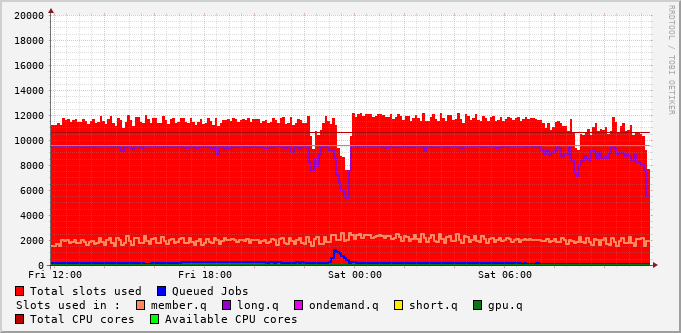 20000
18000
16000
14000
12000
10000
8000
6000
4000
2000
0
Fri 12:00 Fri 18:00 Sat 00:00 Sat 06:00
RRDTOOL / TOBI OETIKER
Total slots used Queued Jobs
Slots used in : member.q long.q ondemand.q short.q gpu.q
Total CPU cores Available CPU cores